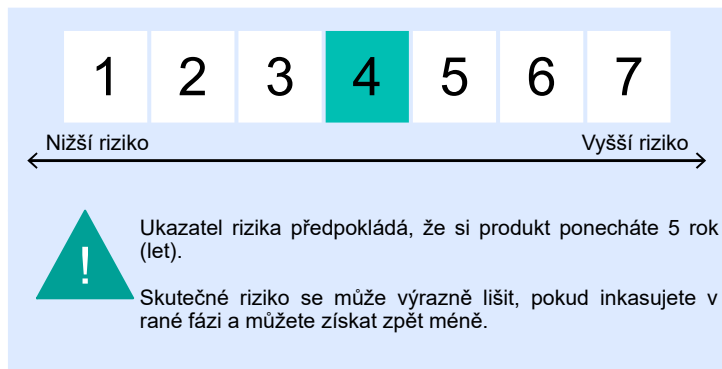 1 2 3 4 5 6 7
Nižší riziko Vyšší riziko
Ukazatel rizika předpokládá, že si produkt ponecháte 5 rok
(let).
Skutečné riziko se může výrazně lišit, pokud inkasujete v
rané fázi a můžete získat zpět méně.
!